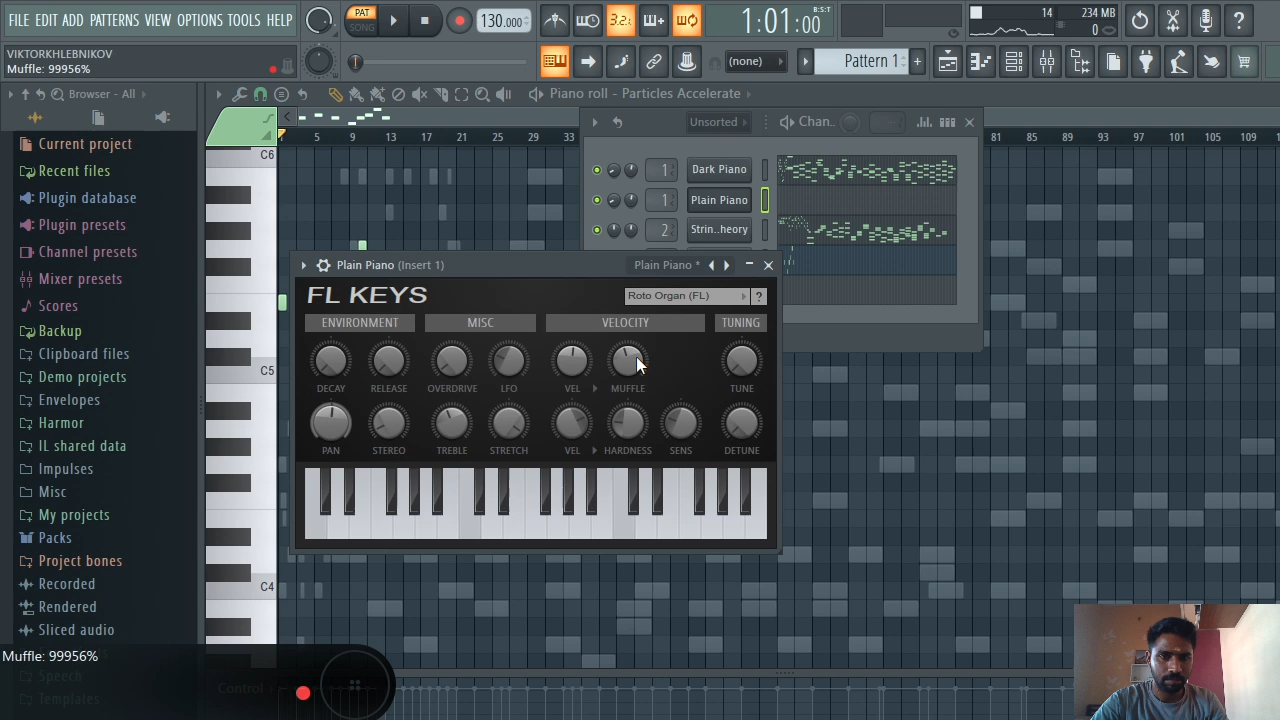 FILE EDIT ADD PATTERNS VIEW OPTIONS TOOLS HELP
PAT
SONG
130.000
3.2:
1:01:00
B:S:T
14
234 MB
0
VIKTORKHLEBNIKOV
Muffle: 99956%
(none)
Pattern 1
Browser - All
Piano roll - Particles Accelerate
5
9
13
17
21
25
29
33
81
85
89
93
97
101
105
109
Unsorted
Chan..
Current project
Recent files
Plugin database
Plugin presets
Channel presets
Mixer presets
Scores
Backup
Clipboard files
Demo projects
Envelopes
Harmor
IL shared data
Impulses
Misc
My projects
Packs
Project bones
Recorded
Rendered
Sliced audio
Speech
Templates
C6
C5
C4
1
Dark Piano
1
Plain Piano
2
Strin..heory
Plain Piano (Insert 1)
Plain Piano *
FL KEYS
Roto Organ (FL)
?
ENVIRONMENT
MISC
VELOCITY
TUNING
DECAY
RELEASE
OVERDRIVE
LFO
VEL
MUFFLE
TUNE
PAN
STEREO
TREBLE
STRETCH
VEL
HARDNESS
SENS
DETUNE
Muffle: 99956%
Control